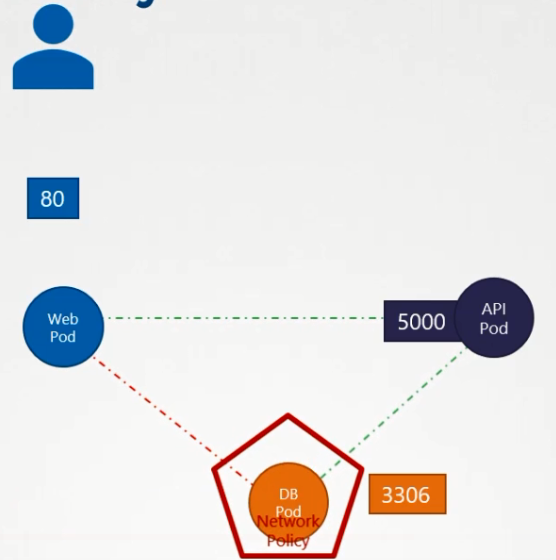 80
Web
Pod
5000
API
Pod
DB
Pod
3306
Network
Policy